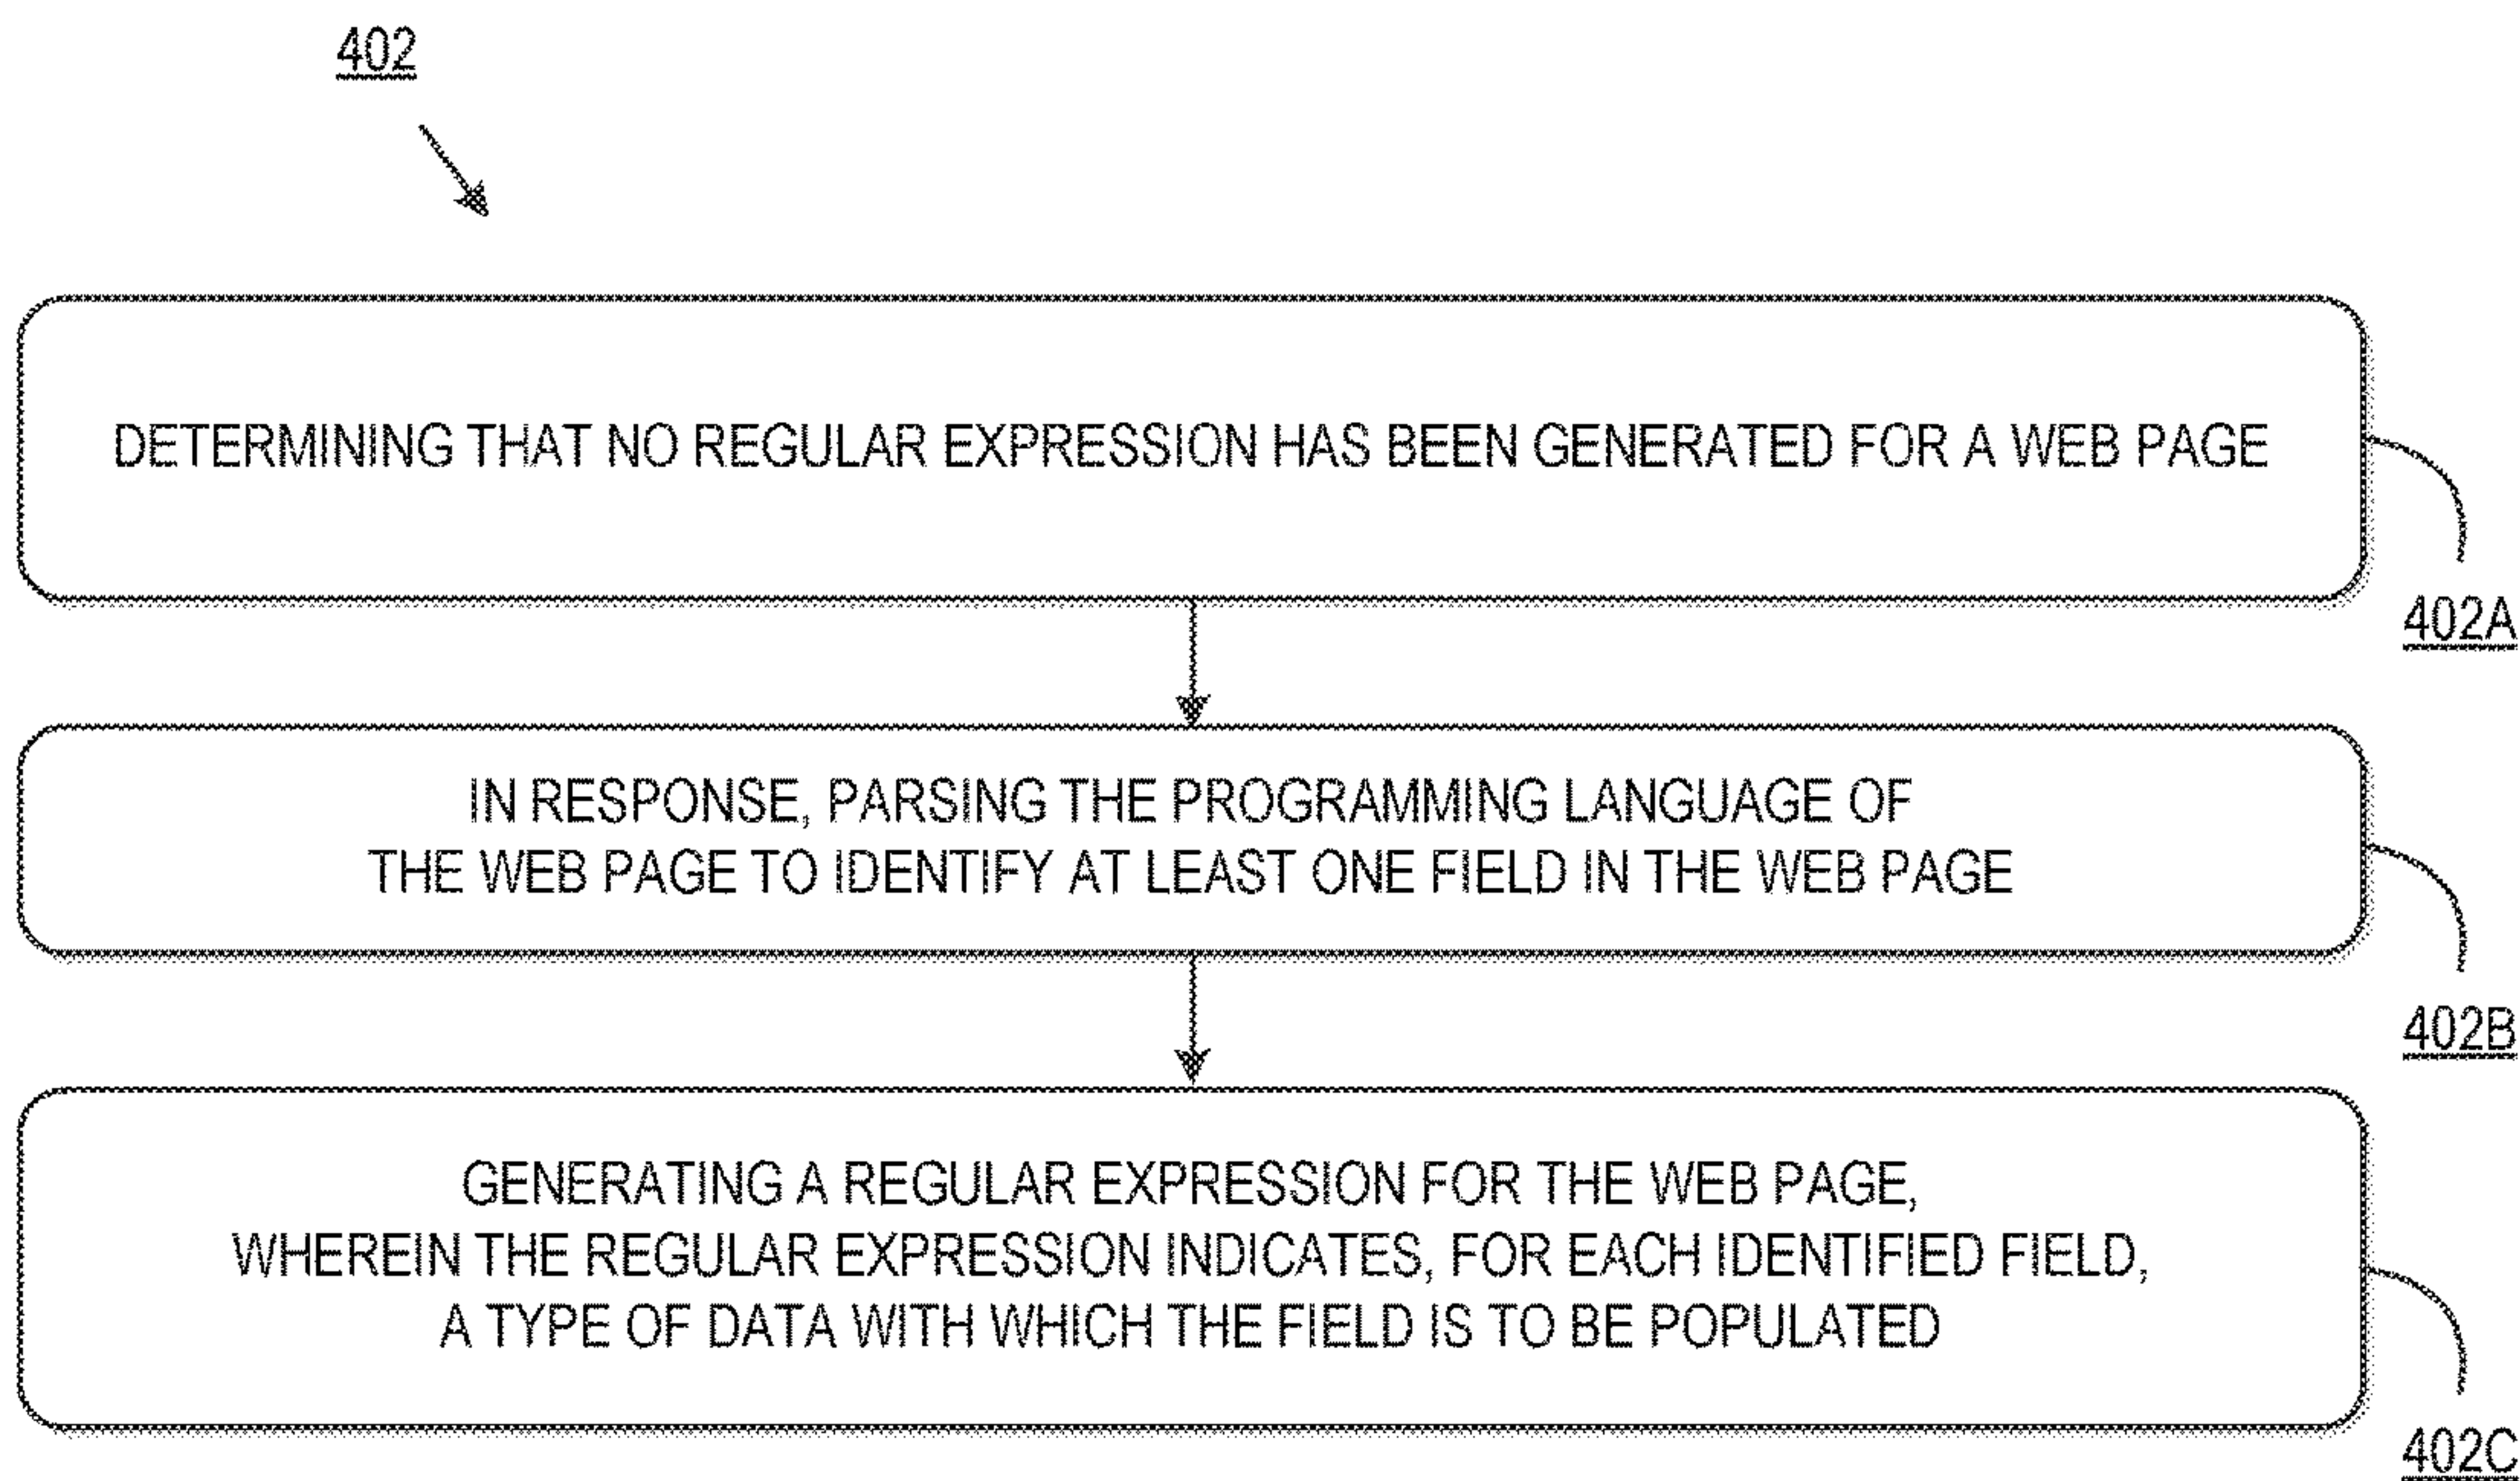 402
DETERMINING THAT NO REGULAR EXPRESSION HAS BEEN GENERATED FOR A WEB PAGE
402A
IN RESPONSE, PARSING THE PROGRAMMING LANGUAGE OF
THE WEB PAGE TO IDENTIFY AT LEAST ONE FIELD IN THE WEB PAGE
402B
GENERATING A REGULAR EXPRESSION FOR THE WEB PAGE,
WHEREIN THE REGULAR EXPRESSION INDICATES, FOR EACH IDENTIFIED FIELD,
A TYPE OF DATA WITH WHICH THE FIELD IS TO BE POPULATED
402C